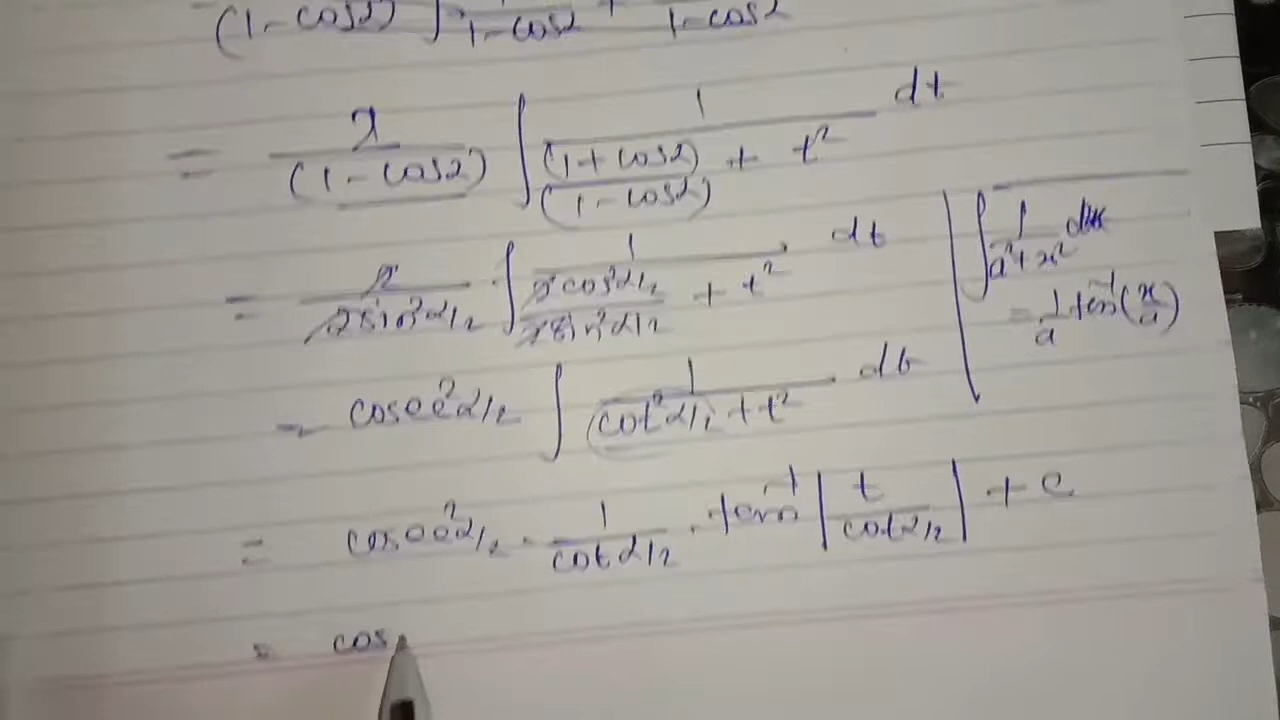 (1-cosα) ∫ 1-cosα + 1-cosα
= 2/(1-cosα) ∫ 1/((1+cosα)/(1-cosα) + t²) dt
= 2/(2sin²α/2) · ∫ 1/((2cos²α/2)/(2sin²α/2) + t²) dt
= cosec²α/2 ∫ 1/(cot²α/2 + t²) dt
= cosec²α/2 · 1/(cotα/2) · tan⁻¹ |t/(cotα/2)| + c
= cos
∫ 1/(a²+x²) dx
= 1/a tan⁻¹(x/a)